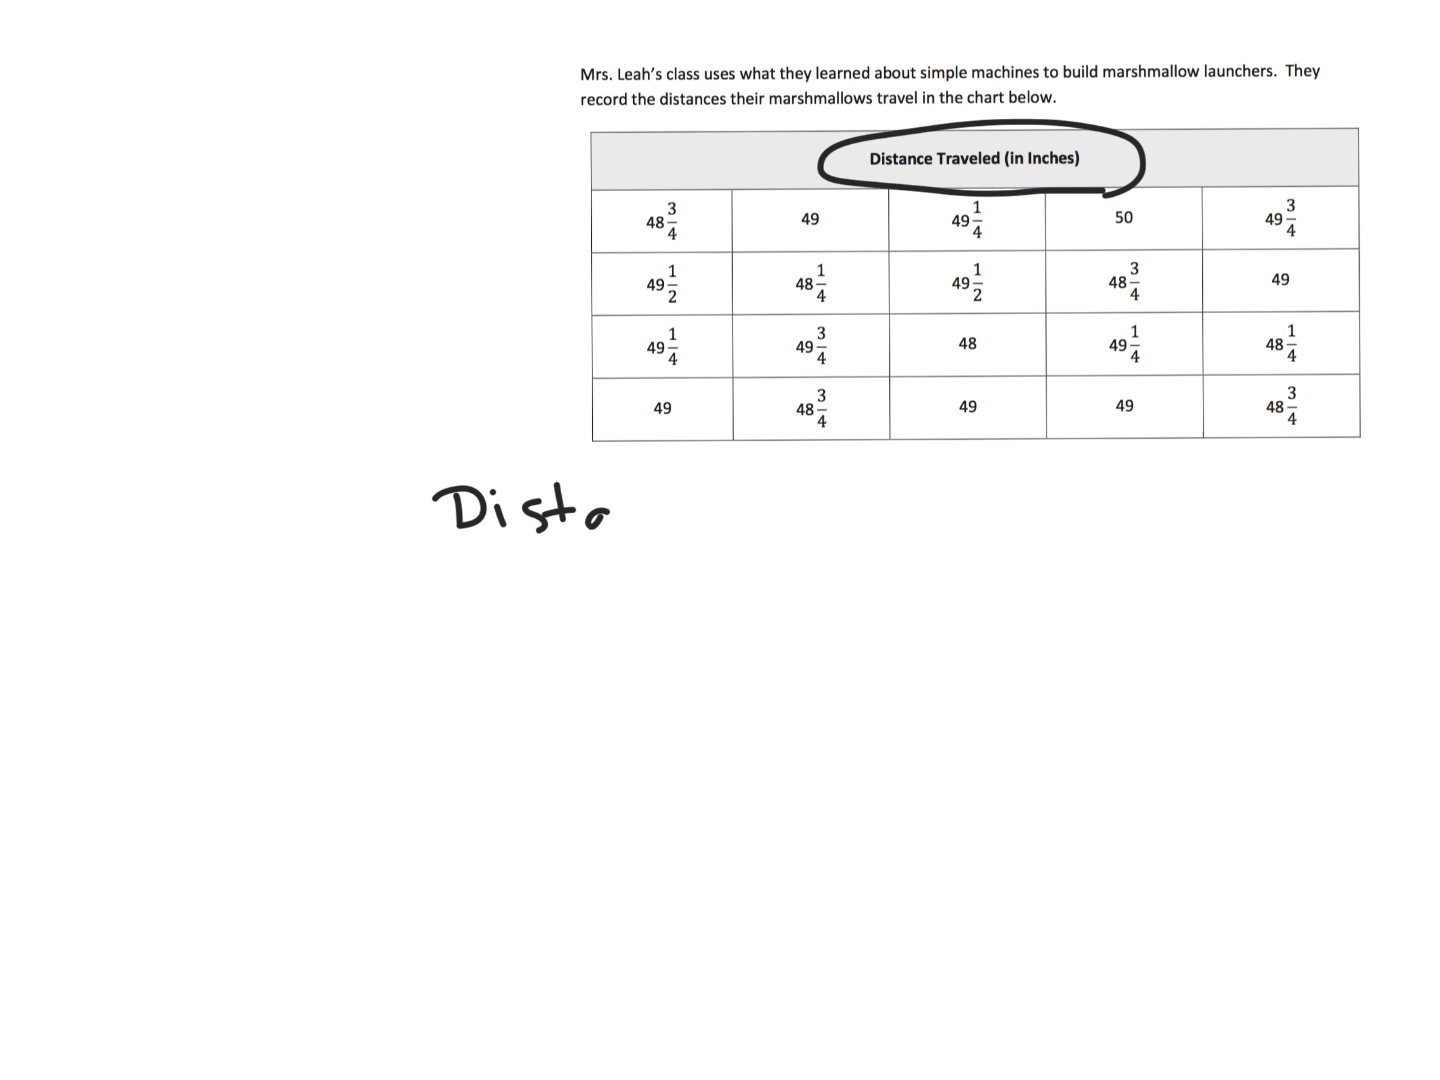 Mrs. Leah's class uses what they learned about simple machines to build marshmallow launchers. They
record the distances their marshmallows travel in the chart below.
Distance Traveled (in Inches)
48 3/4 49 49 1/4 50 49 3/4
49 1/2 48 1/4 49 1/2 48 3/4 49
49 1/4 49 3/4 48 49 1/4 48 1/4
49 48 3/4 49 49 48 3/4
Dista